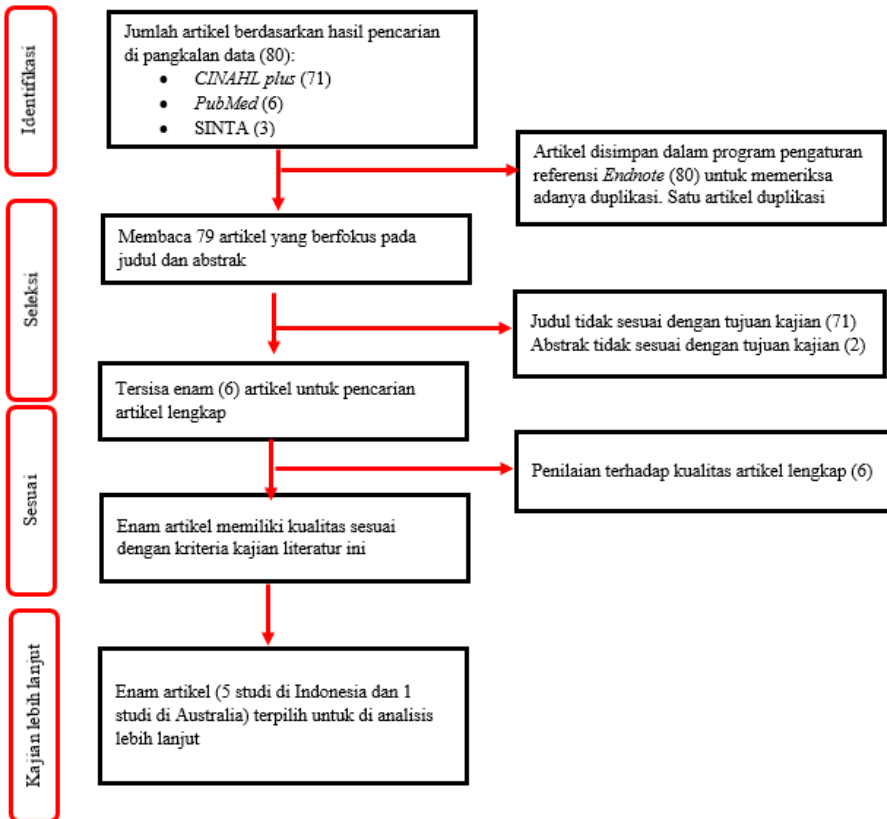 Identifikasi
Jumlah artikel berdasarkan hasil pencarian
di pangkalan data (80):
• CINAHL plus (71)
• PubMed (6)
• SINTA (3)
Artikel disimpan dalam program pengaturan
referensi Endnote (80) untuk memeriksa
adanya duplikasi. Satu artikel duplikasi
Seleksi
Membaca 79 artikel yang berfokus pada
judul dan abstrak
Judul tidak sesuai dengan tujuan kajian (71)
Abstrak tidak sesuai dengan tujuan kajian (2)
Tersisa enam (6) artikel untuk pencarian
artikel lengkap
Sesuai
Penilaian terhadap kualitas artikel lengkap (6)
Enam artikel memiliki kualitas sesuai
dengan kriteria kajian literatur ini
Kajian lebih lanjut
Enam artikel (5 studi di Indonesia dan 1
studi di Australia) terpilih untuk di analisis
lebih lanjut